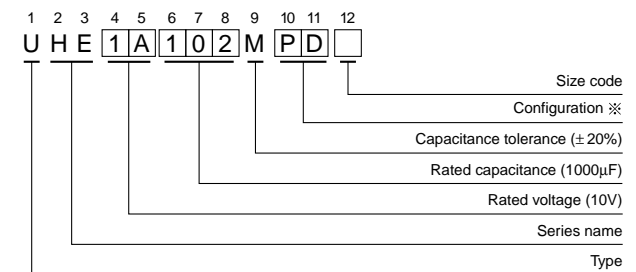 1 2 3 4 5 6 7 8 9 10 11 12
U H E 1 A 1 0 2 M P D
Size code
Configuration ※
Capacitance tolerance (±20%)
Rated capacitance (1000µF)
Rated voltage (10V)
Series name
Type